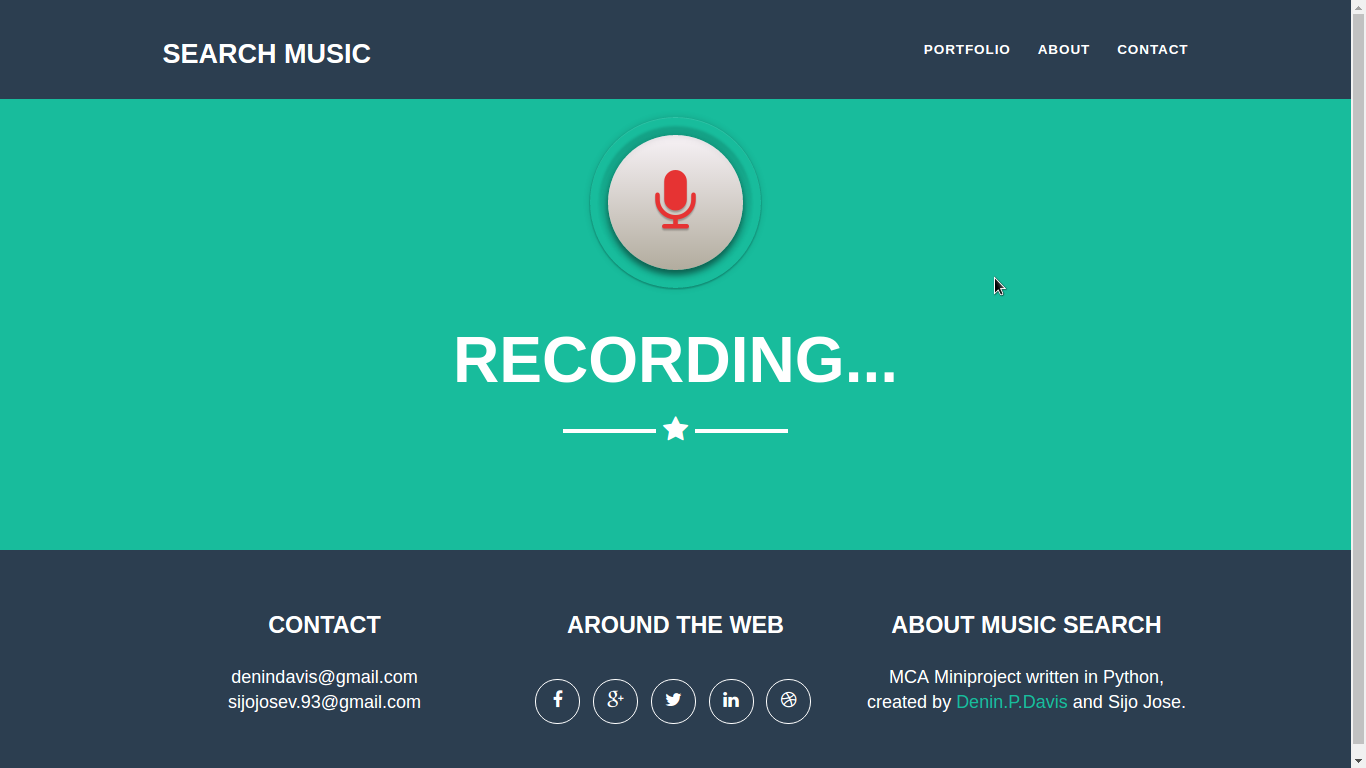 SEARCH MUSIC
PORTFOLIO ABOUT CONTACT
RECORDING...
CONTACT
denindavis@gmail.com
sijojosev.93@gmail.com
AROUND THE WEB
ABOUT MUSIC SEARCH
MCA Miniproject written in Python,
created by Denin.P.Davis and Sijo Jose.